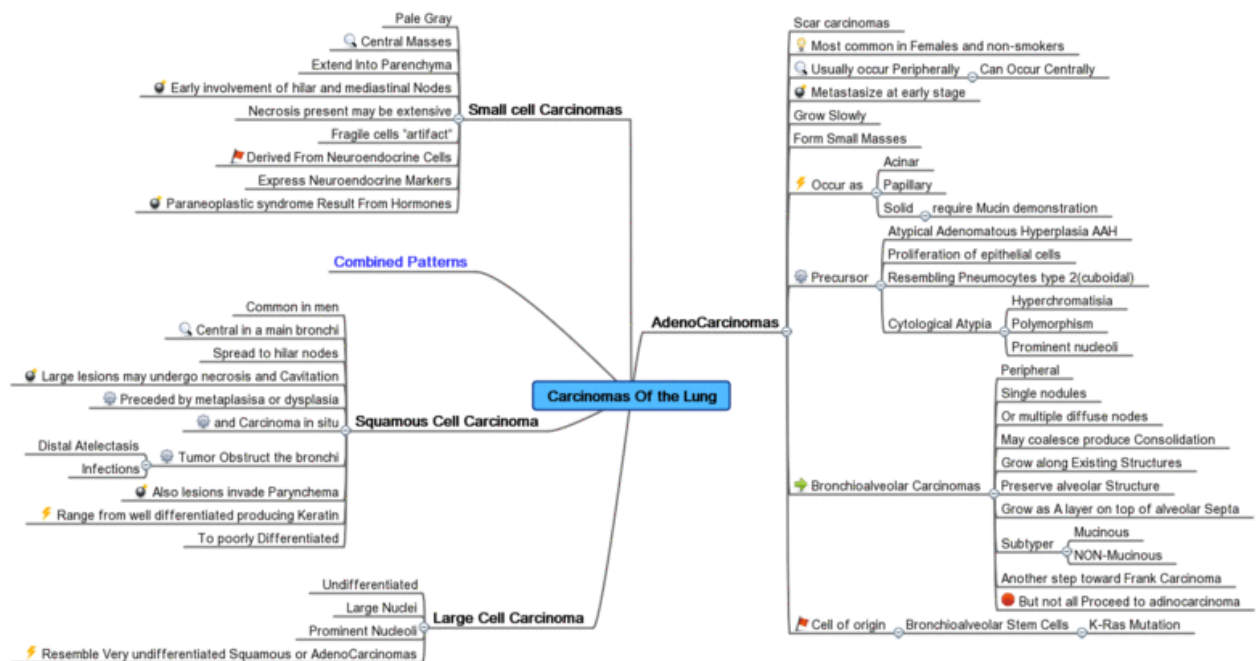 Pale Gray
Central Masses
Extend Into Parenchyma
Early involvement of hilar and mediastinal Nodes
Necrosis present may be extensive
Fragile cells "artifact"
Derived From Neuroendocrine Cells
Express Neuroendocrine Markers
Paraneoplastic syndrome Result From Hormones
Small cell Carcinomas
Combined Patterns
Common in men
Central in a main bronchi
Spread to hilar nodes
Large lesions may undergo necrosis and Cavitation
Preceded by metaplasisa or dysplasia
and Carcinoma in situ
Distal Atelectasis
Infections
Tumor Obstruct the bronchi
Also lesions invade Parynchema
Range from well differentiated producing Keratin
To poorly Differentiated
Squamous Cell Carcinoma
Undifferentiated
Large Nuclei
Prominent Nucleoli
Resemble Very undifferentiated Squamous or AdenoCarcinomas
Large Cell Carcinoma
Carcinomas Of the Lung
AdenoCarcinomas
Scar carcinomas
Most common in Females and non-smokers
Usually occur Peripherally
Can Occur Centrally
Metastasize at early stage
Grow Slowly
Form Small Masses
Occur as
Acinar
Papillary
Solid
require Mucin demonstration
Precursor
Atypical Adenomatous Hyperplasia AAH
Proliferation of epithelial cells
Resembling Pneumocytes type 2(cuboidal)
Cytological Atypia
Hyperchromatisia
Polymorphism
Prominent nucleoli
Bronchioalveolar Carcinomas
Peripheral
Single nodules
Or multiple diffuse nodes
May coalesce produce Consolidation
Grow along Existing Structures
Preserve alveolar Structure
Grow as A layer on top of alveolar Septa
Subtyper
Mucinous
NON-Mucinous
Another step toward Frank Carcinoma
But not all Proceed to adinocarcinoma
Cell of origin
Bronchioalveolar Stem Cells
K-Ras Mutation